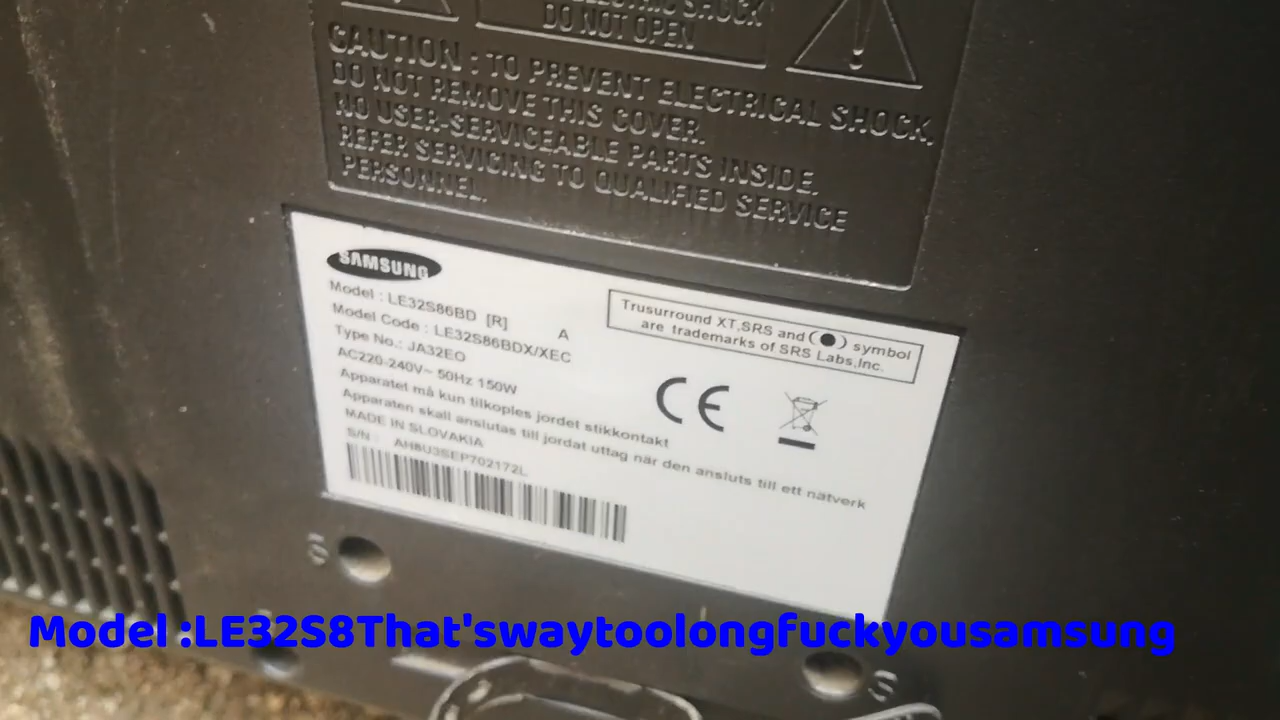 ELECTRIC SHOCK
DO NOT OPEN
CAUTION : TO PREVENT ELECTRICAL SHOCK,
DO NOT REMOVE THIS COVER.
NO USER-SERVICEABLE PARTS INSIDE.
REFER SERVICING TO QUALIFIED SERVICE
PERSONNEL.
SAMSUNG
Model : LE32S86BD [R] A
Model Code : LE32S86BDX/XEC
Type No.: JA32EO
AC220-240V~ 50Hz 150W
Apparatet må kun tilkoples jordet stikkontakt
Apparaten skall anslutas till jordat uttag när den ansluts till ett nätverk
MADE IN SLOVAKIA
S/N : AH8U3SEP702172L
Trusurround XT,SRS and (●) symbol
are trademarks of SRS Labs,Inc.
CE
S
S
Model :LE32S8That'swaytoolongfuckyousamsung